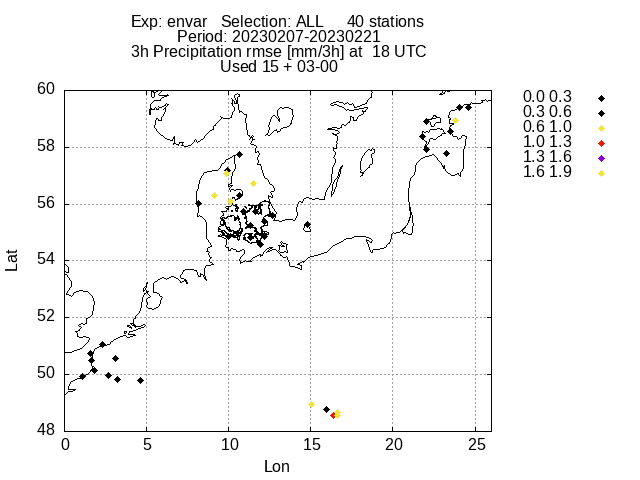 Exp: envar Selection: ALL 40 stations
Period: 20230207-20230221
3h Precipitation rmse [mm/3h] at 18 UTC
Used 15 + 03-00
0.0 0.3
0.3 0.6
0.6 1.0
1.0 1.3
1.3 1.6
1.6 1.9
60
58
56
54
52
50
48
Lat
0 5 10 15 20 25
Lon